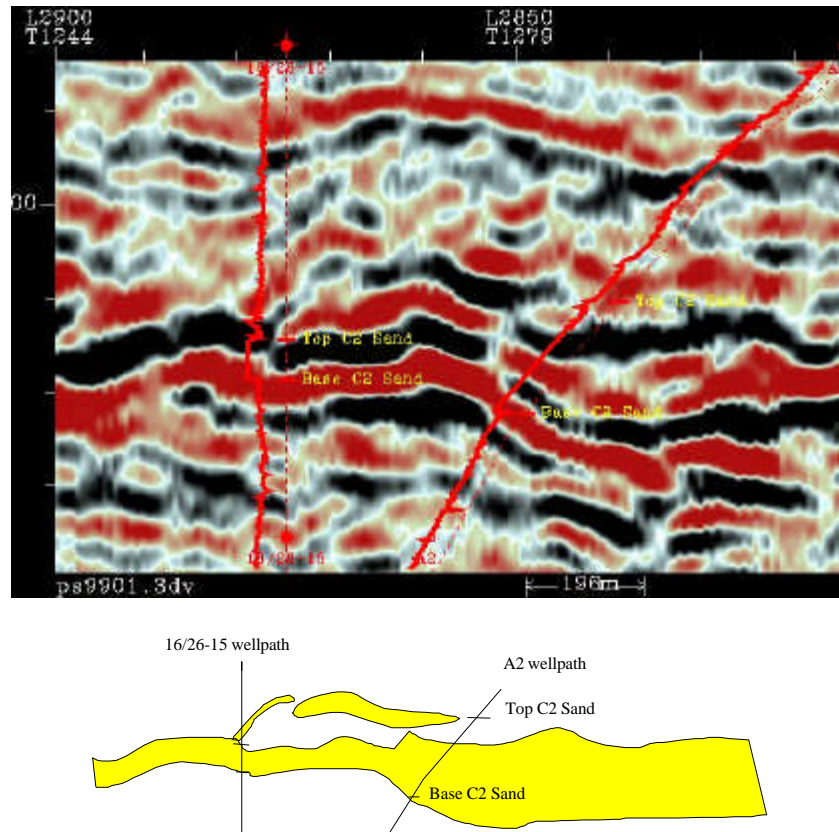 L2900
T1244
L2850
T1279
00
Top C2 Sand
Top C2 Sand
Base C2 Sand
Base C2 Sand
A2
ps9901.3dv
196m
16/26-15 wellpath
A2 wellpath
Top C2 Sand
Base C2 Sand